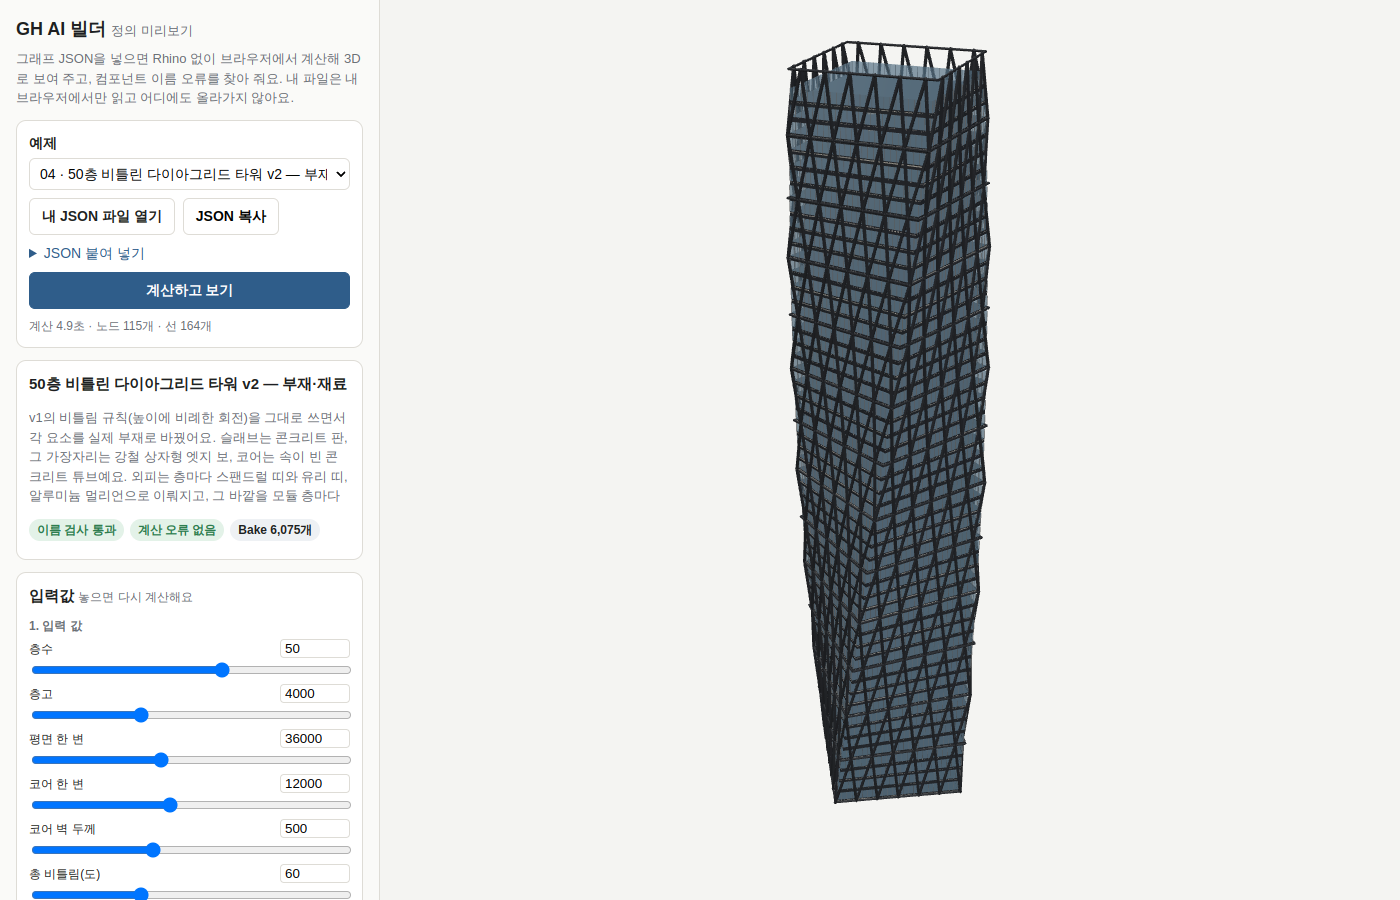 GH AI 빌더 정의 미리보기
그래프 JSON을 넣으면 Rhino 없이 브라우저에서 계산해 3D
로 보여 주고, 컴포넌트 이름 오류를 찾아 줘요. 내 파일은 내
브라우저에서만 읽고 어디에도 올라가지 않아요.
예제
04 · 50층 비틀린 다이아그리드 타워 v2 — 부재
내 JSON 파일 열기
JSON 복사
▶ JSON 붙여 넣기
계산하고 보기
계산 4.9초 · 노드 115개 · 선 164개
50층 비틀린 다이아그리드 타워 v2 — 부재·재료
v1의 비틀림 규칙(높이에 비례한 회전)을 그대로 쓰면서
각 요소를 실제 부재로 바꿨어요. 슬래브는 콘크리트 판,
그 가장자리는 강철 상자형 엣지 보, 코어는 속이 빈 콘
크리트 튜브예요. 외피는 층마다 스팬드럴 띠와 유리 띠,
알루미늄 멀리언으로 이뤄지고, 그 바깥을 모듈 층마다
이름 검사 통과
계산 오류 없음
Bake 6,075개
입력값 놓으면 다시 계산해요
1. 입력 값
층수 50
층고 4000
평면 한 변 36000
코어 한 변 12000
코어 벽 두께 500
총 비틀림(도) 60